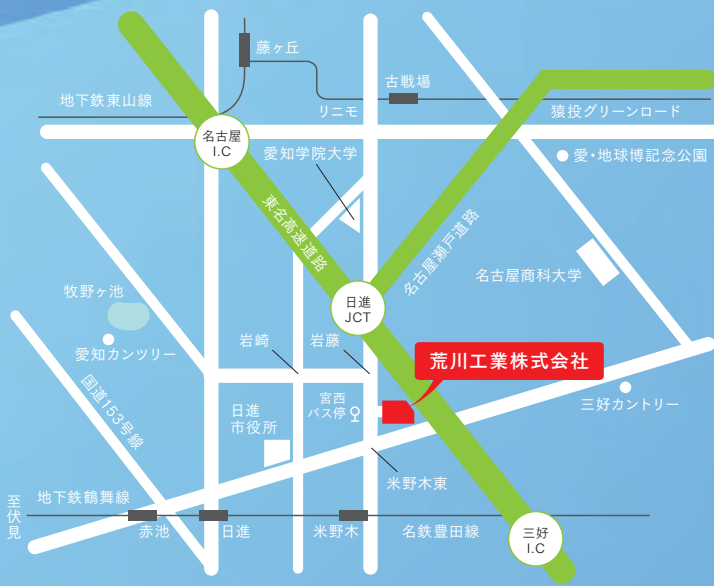 藤ヶ丘
古戦場
地下鉄東山線
リニモ
猿投グリーンロード
名古屋
I.C
愛知学院大学
愛・地球博記念公園
東名高速道路
名古屋瀬戸道路
名古屋商科大学
牧野ヶ池
日進
JCT
愛知カンツリー
岩崎
岩藤
荒川工業株式会社
国道153号線
宮西
バス停
三好カントリー
日進
市役所
米野木東
至伏見
地下鉄鶴舞線
赤池
日進
米野木
名鉄豊田線
三好
I.C